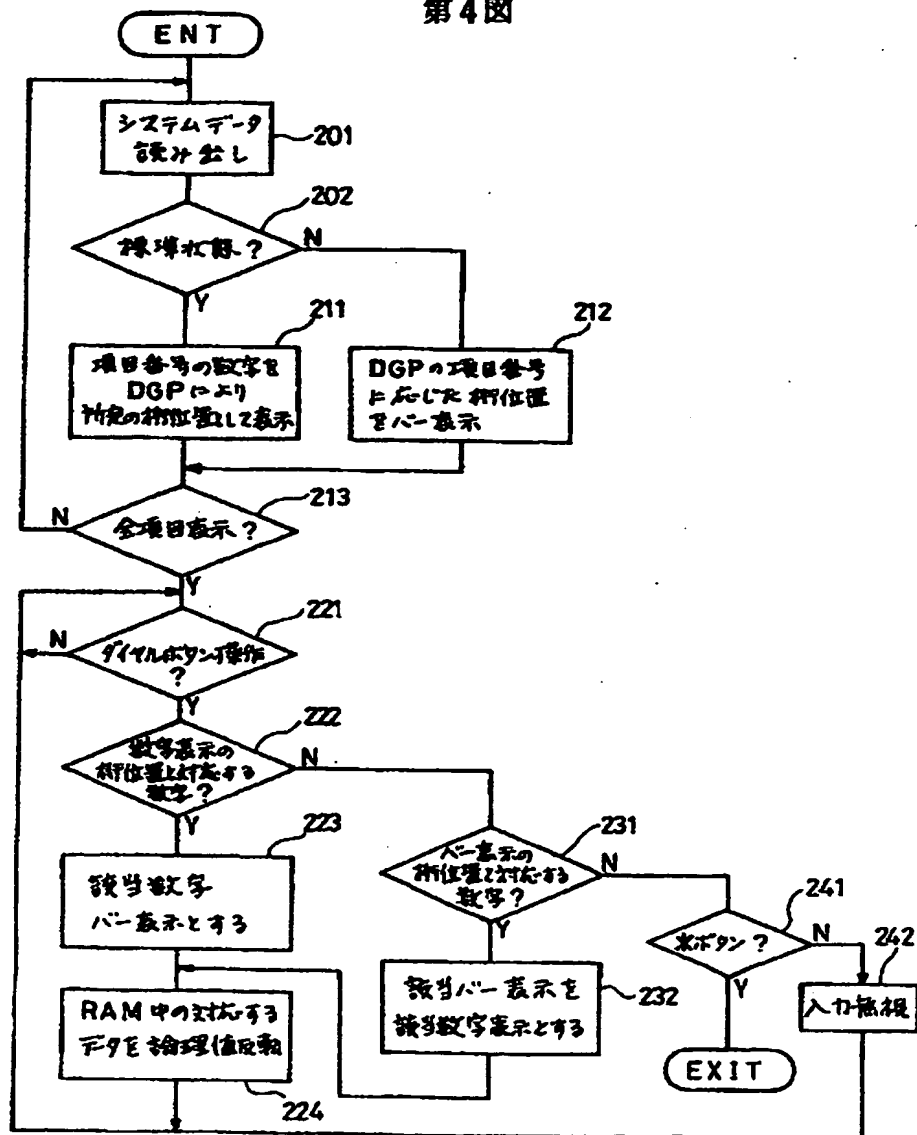 第4図
ENT
システムデータ
読み出し
201
202
標準状態?
N
Y
211
項目番号の数字を
DGPにより
所定の桁位置として表示
212
DGPの項目番号
に応じた桁位置
をバー表示
213
全項目表示?
N
Y
221
ダイヤルボタン操作
?
N
Y
222
数字表示の
桁位置と対応する
数字?
N
Y
223
該当数字
バー表示とする
RAM中の対応する
データを論理値反転
224
231
バー表示の
桁位置と対応する
数字?
N
Y
該当バー表示を
該当数字表示とする
232
241
*ボタン?
N
Y
242
入力無視
EXIT